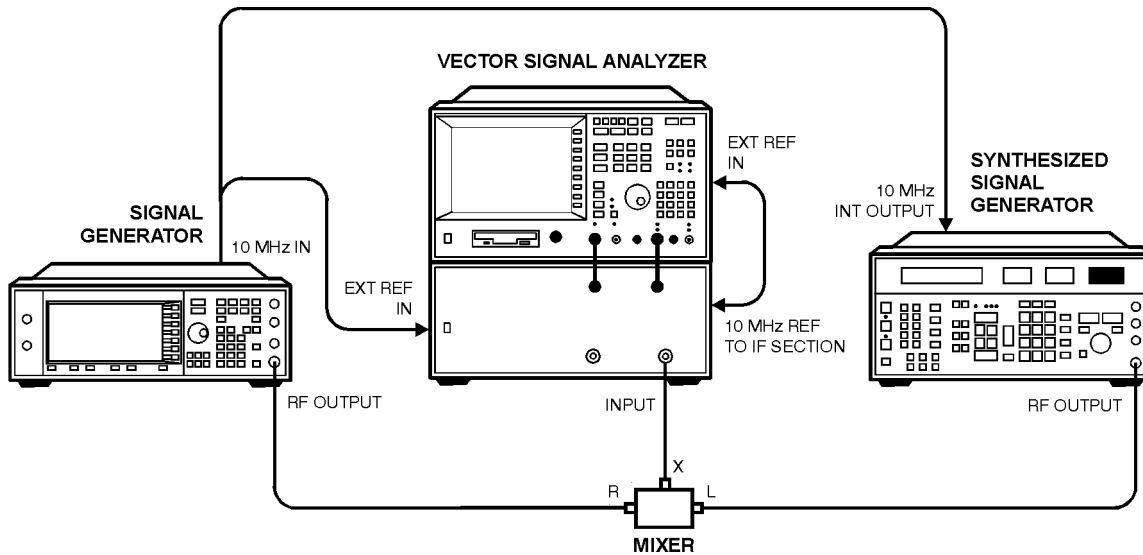 VECTOR SIGNAL ANALYZER
EXT REF
IN
SYNTHESIZED
SIGNAL
GENERATOR
10 MHz
INT OUTPUT
SIGNAL
GENERATOR
10 MHz IN
EXT REF
IN
10 MHz REF
TO IF SECTION
RF OUTPUT
INPUT
RF OUTPUT
X
R
L
MIXER